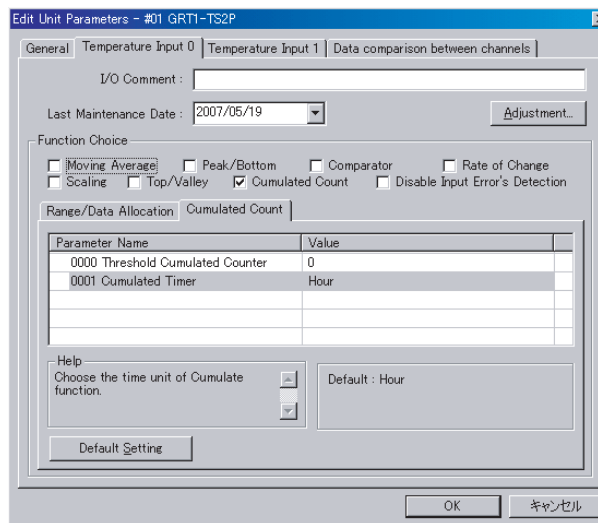 Edit Unit Parameters - #01 GRT1-TS2P
General Temperature Input 0 Temperature Input 1 Data comparison between channels
I/O Comment :
Last Maintenance Date : 2007/05/19 Adjustment...
Function Choice
Moving Average Peak/Bottom Comparator Rate of Change
Scaling Top/Valley Cumulated Count Disable Input Error's Detection
Range/Data Allocation Cumulated Count
Parameter Name Value
0000 Threshold Cumulated Counter 0
0001 Cumulated Timer Hour
Help
Choose the time unit of Cumulate
function.
Default : Hour
Default Setting
OK キャンセル